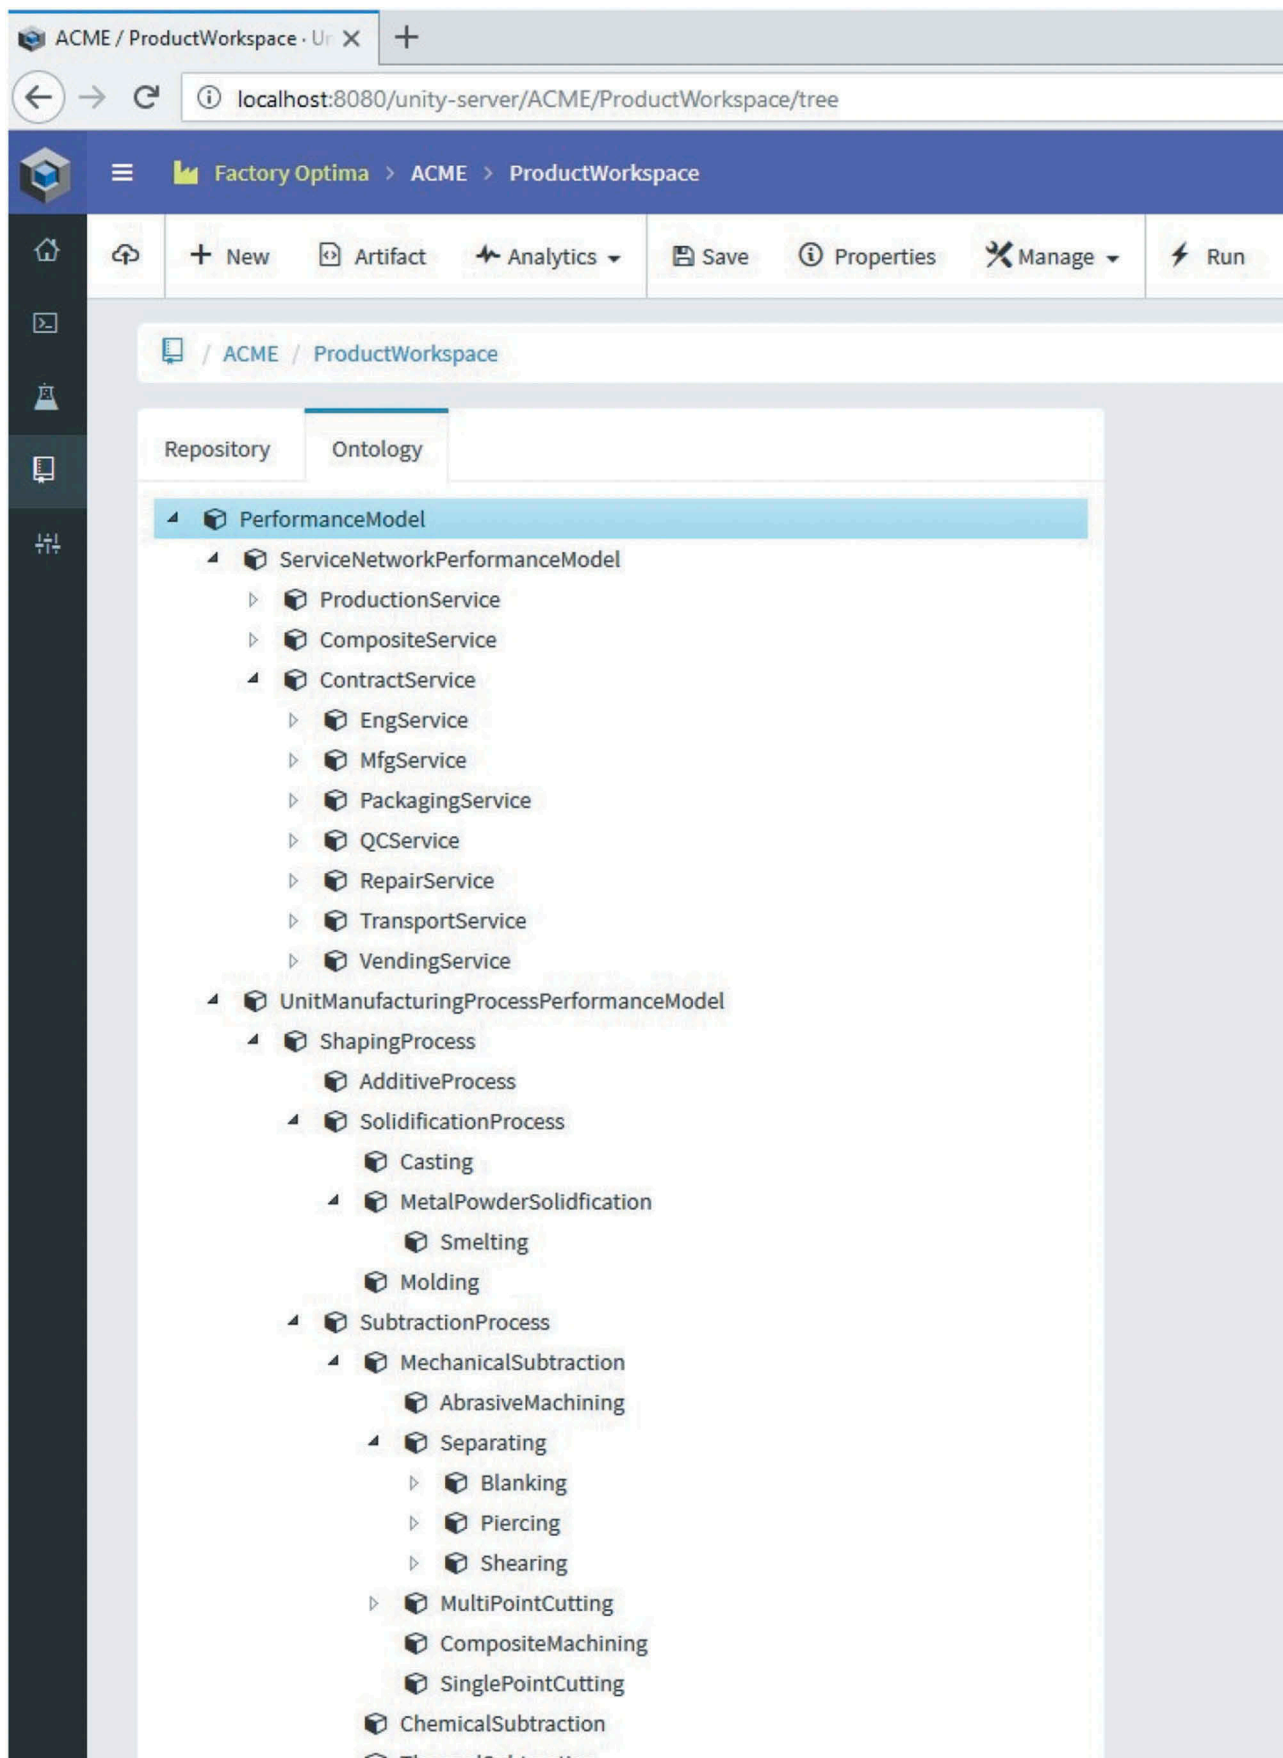 ACME / ProductWorkspace · Un
localhost:8080/unity-server/ACME/ProductWorkspace/tree
Factory Optima > ACME > ProductWorkspace
New Artifact Analytics Save Properties Manage Run
/ ACME / ProductWorkspace
Repository Ontology
PerformanceModel
ServiceNetworkPerformanceModel
ProductionService
CompositeService
ContractService
EngService
MfgService
PackagingService
QCService
RepairService
TransportService
VendingService
UnitManufacturingProcessPerformanceModel
ShapingProcess
AdditiveProcess
SolidificationProcess
Casting
MetalPowderSolidfication
Smelting
Molding
SubtractionProcess
MechanicalSubtraction
AbrasiveMachining
Separating
Blanking
Piercing
Shearing
MultiPointCutting
CompositeMachining
SinglePointCutting
ChemicalSubtraction